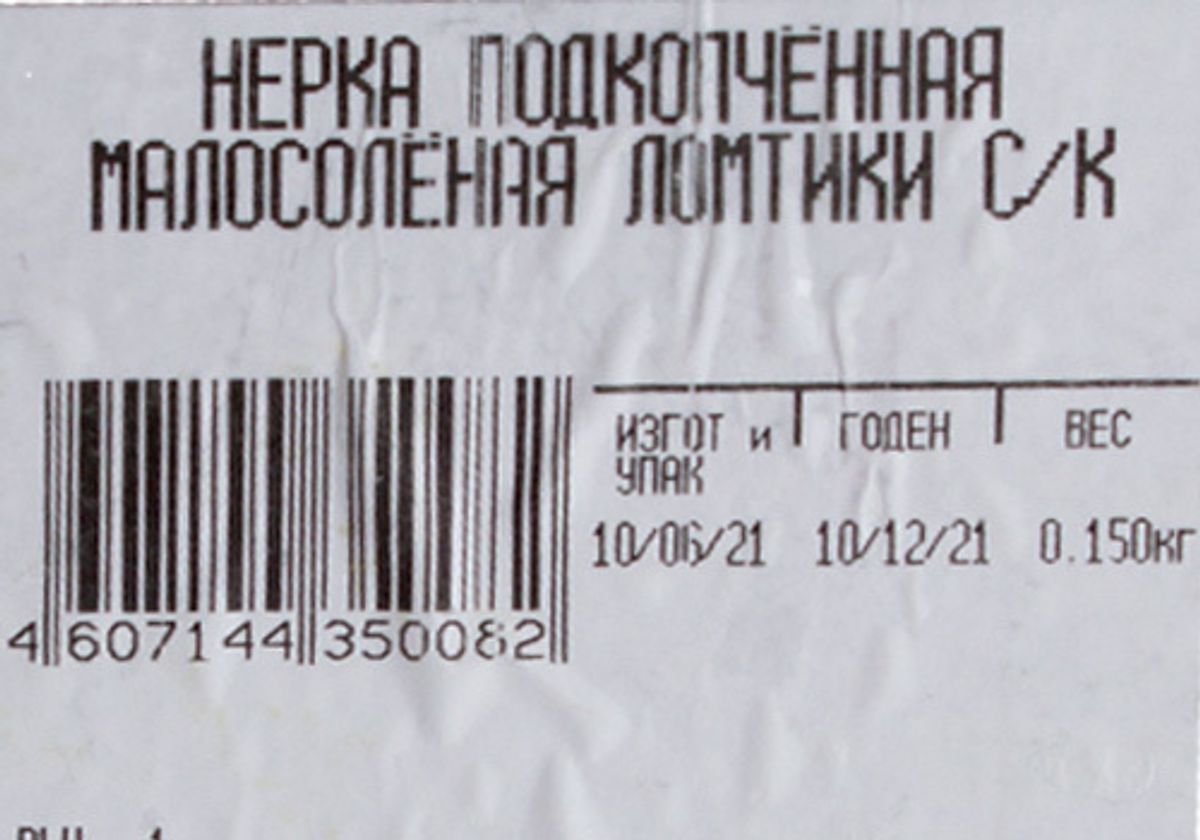 НЕРКА ПОДКОПЧЁННАЯ
МАЛОСОЛЁНАЯ ЛОМТИКИ С/К
ИЗГОТ и ГОДЕН ВЕС
УПАК
10/06/21 10/12/21 0.150кг
4 607144 350082